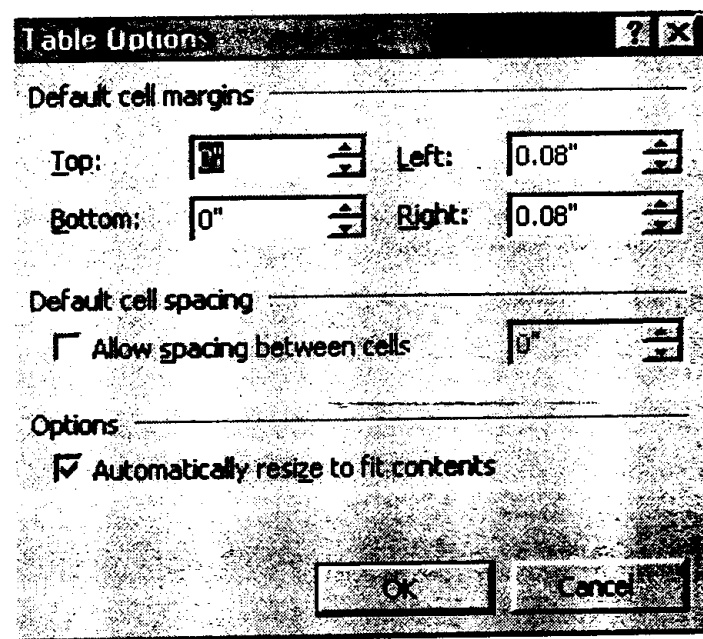 Table Options ? X
Default cell margins
Top: 0" Left: 0.08"
Bottom: 0" Right: 0.08"
Default cell spacing
Allow spacing between cells 0"
Options
Automatically resize to fit contents
OK Cancel